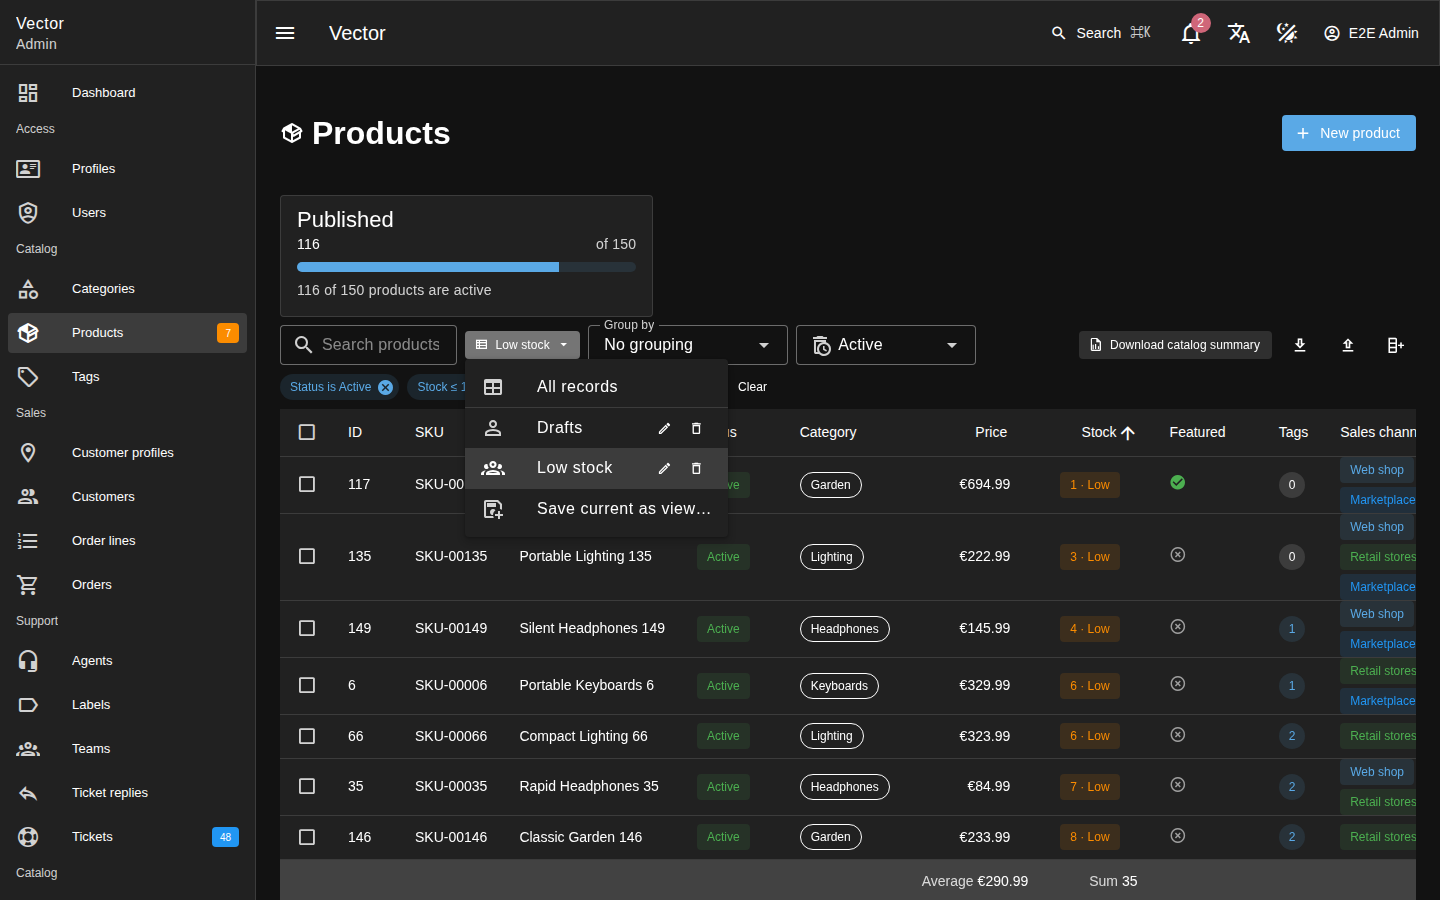 Vector
Admin
Dashboard
Access
Profiles
Users
Catalog
Categories
Products 7
Tags
Sales
Customer profiles
Customers
Order lines
Orders
Support
Agents
Labels
Teams
Ticket replies
Tickets 48
Catalog
Vector
Search ⌘K
2
E2E Admin
Products
New product
Published
116 of 150
116 of 150 products are active
Search products
Low stock
Group by
No grouping
Active
Download catalog summary
Status is Active
Stock ≤ 1
Clear
All records
Drafts
Low stock
Save current as view…
ID SKU Category Price Stock Featured Tags Sales chann
117 SKU-00 Garden €694.99 1 · Low 0 Web shop
Marketplace
135 SKU-00135 Portable Lighting 135 Active Lighting €222.99 3 · Low 0 Web shop
Retail stores
Marketplace
149 SKU-00149 Silent Headphones 149 Active Headphones €145.99 4 · Low 1 Web shop
Marketplace
6 SKU-00006 Portable Keyboards 6 Active Keyboards €329.99 6 · Low 1 Retail stores
Marketplace
66 SKU-00066 Compact Lighting 66 Active Lighting €323.99 6 · Low 2 Retail stores
35 SKU-00035 Rapid Headphones 35 Active Headphones €84.99 7 · Low 2 Web shop
Retail stores
146 SKU-00146 Classic Garden 146 Active Garden €233.99 8 · Low 2 Retail stores
Average €290.99 Sum 35